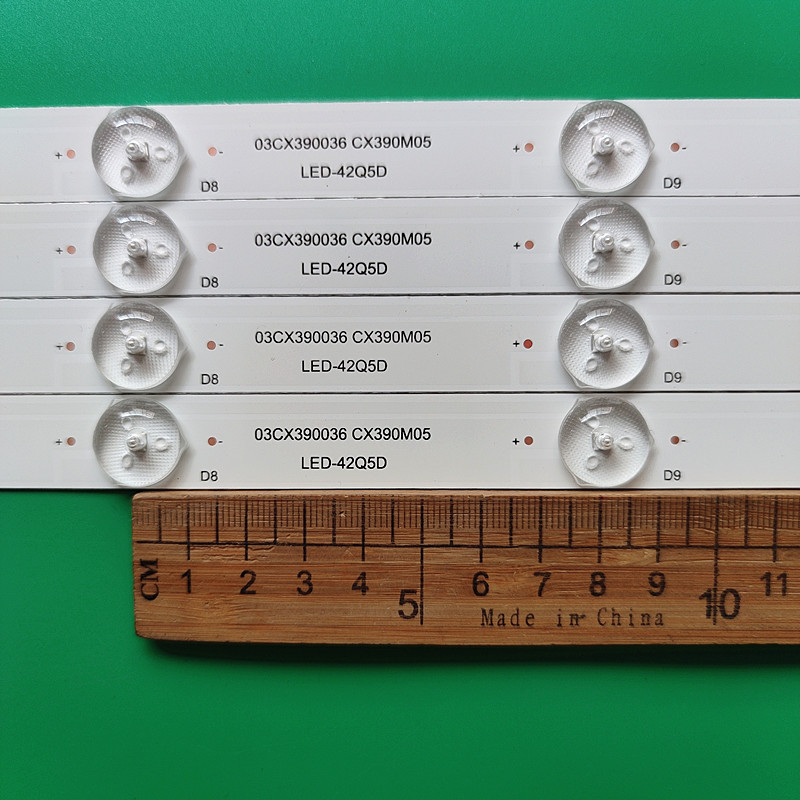 + - 03CX390036 CX390M05 + -
LED-42Q5D
D8 D9
+ - 03CX390036 CX390M05 + -
LED-42Q5D
D8 D9
+ - 03CX390036 CX390M05 + -
LED-42Q5D
D8 D9
+ - 03CX390036 CX390M05 + -
LED-42Q5D
D8 D9
CM 1 2 3 4 5 6 7 8 9 10 11
Made in China